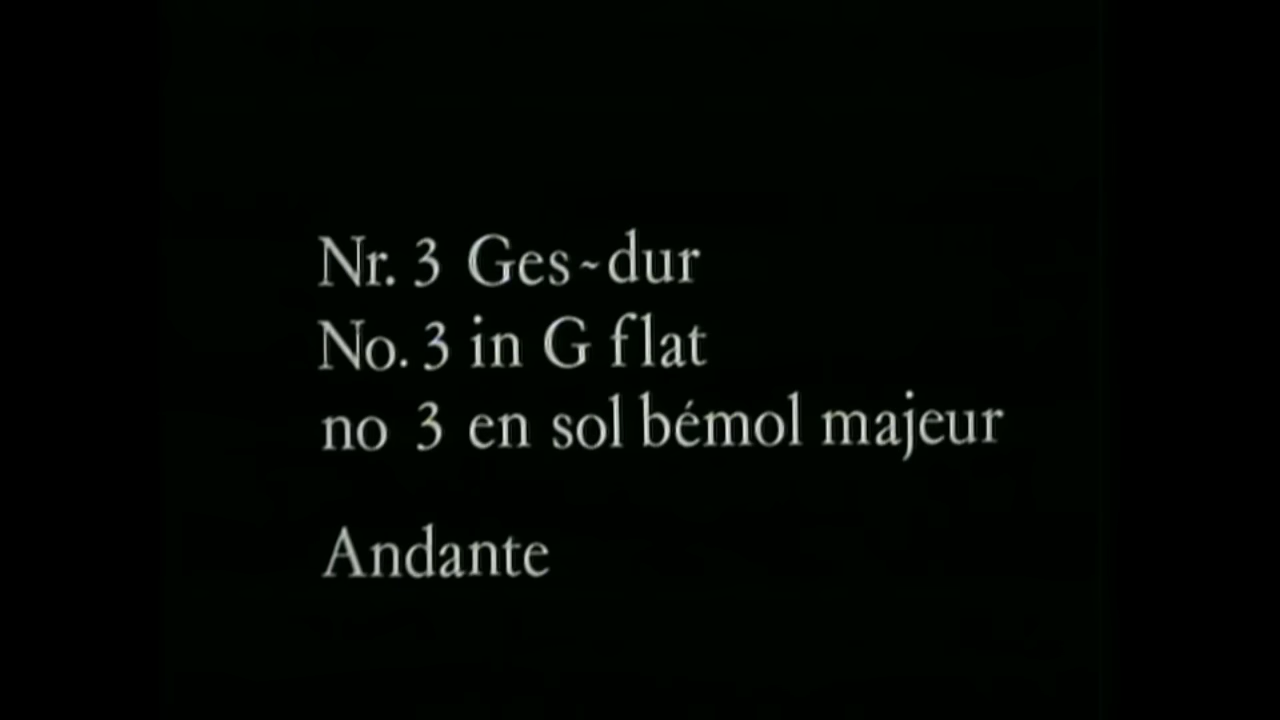 Nr. 3 Ges-dur
No. 3 in G flat
no 3 en sol bémol majeur
Andante